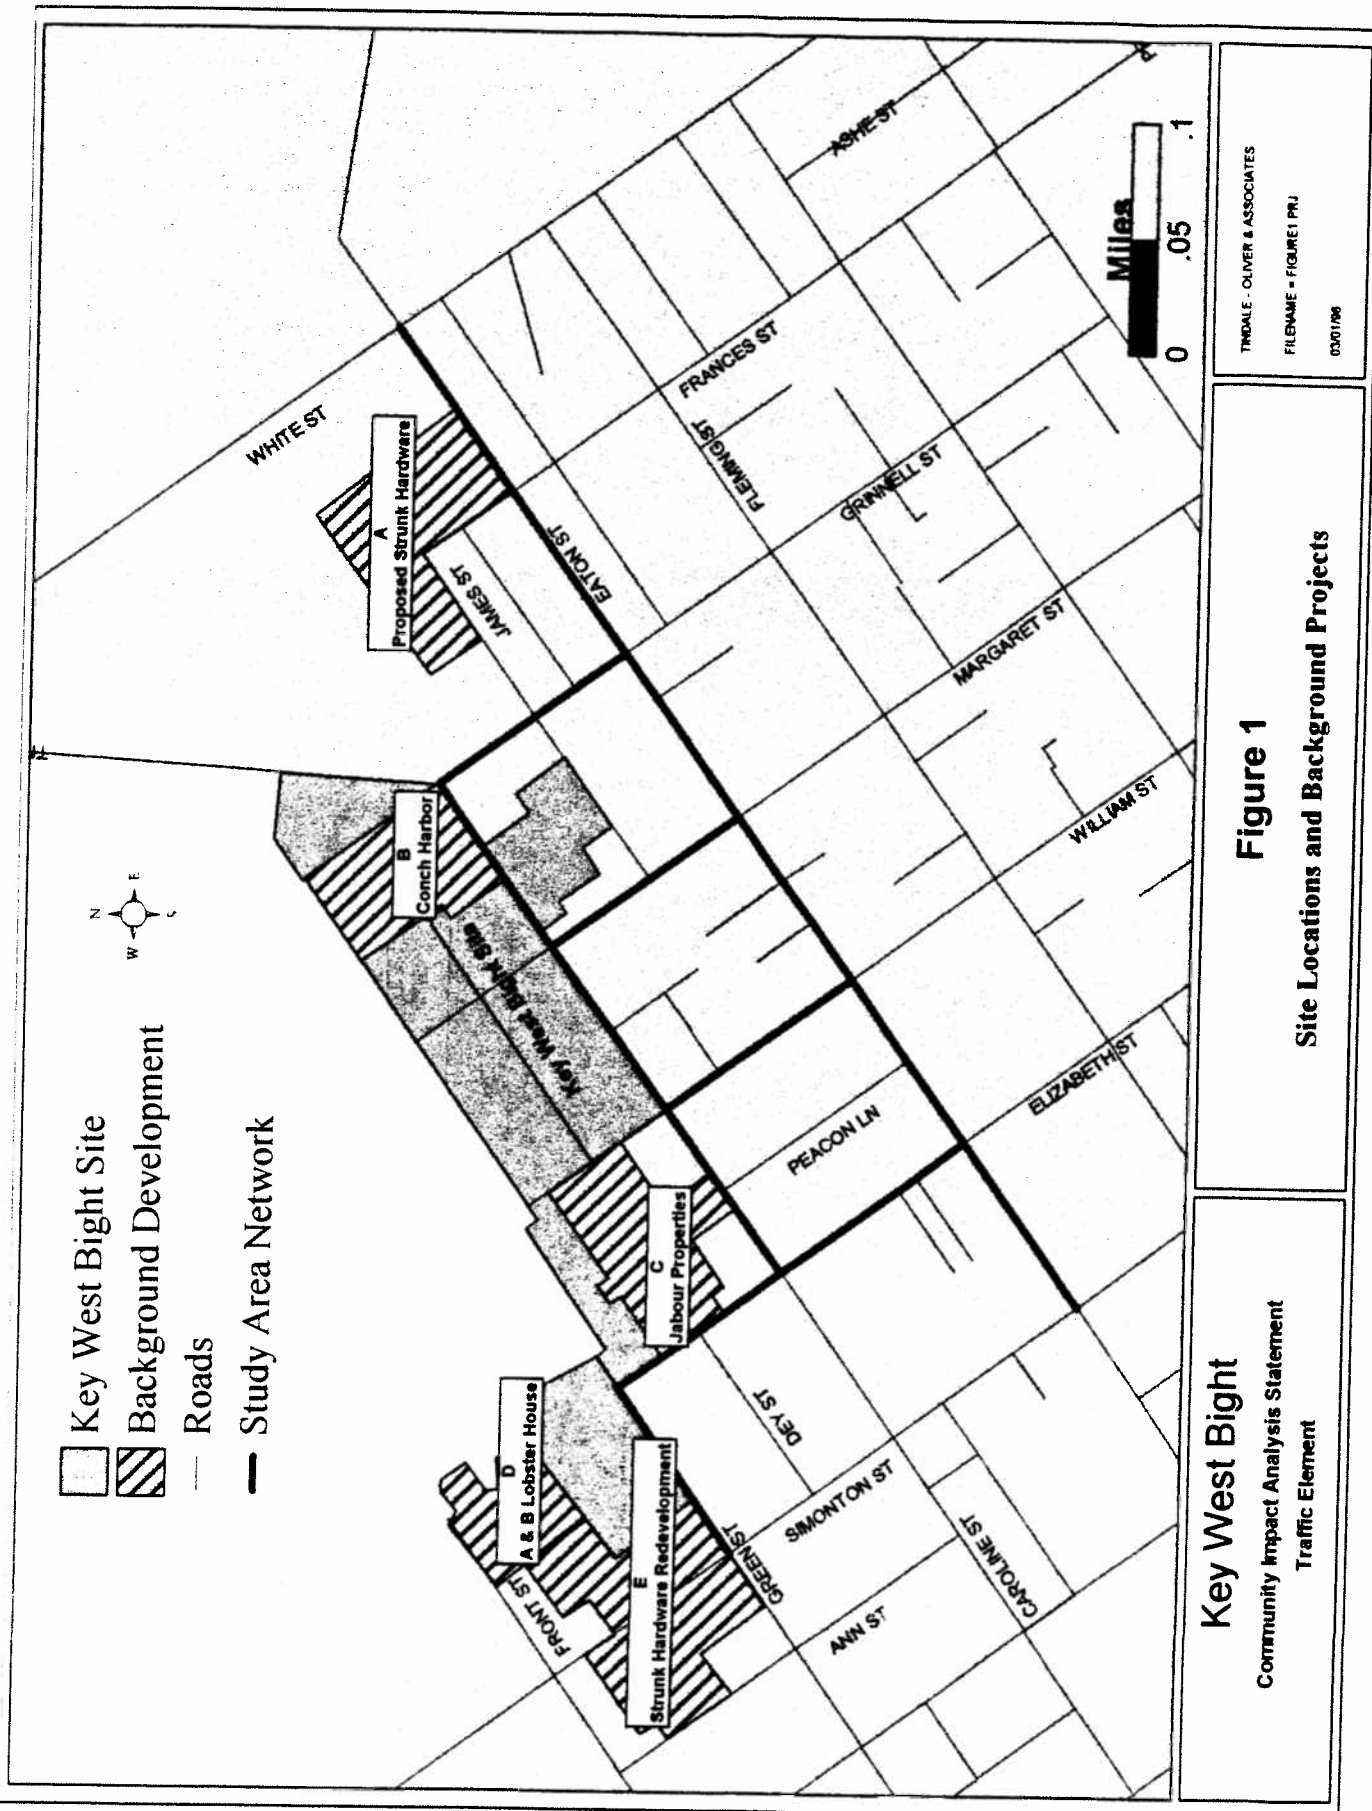 Key West Bight Site
Background Development
Roads
Study Area Network
N
W
E
WHITE ST
A
Proposed Strunk Hardware
JAMES ST
EATON ST
B
Conch Harbor
Key West Bight Site
C
Jabour Properties
D
A & B Lobster House
E
Strunk Hardware Redevelopment
FRONT ST
GREEN ST
DEY ST
SIMONTON ST
ANN ST
CAROLINE ST
PEACON LN
ELIZABETH ST
WILLIAM ST
MARGARET ST
GRINNELL ST
FLEMING ST
FRANCES ST
ASHE ST
Miles
0 .05 .1
Key West Bight
Community Impact Analysis Statement
Traffic Element
Figure 1
Site Locations and Background Projects
TINDALE - OLIVER & ASSOCIATES
FILENAME = FIGURE1 PRJ
03/01/96